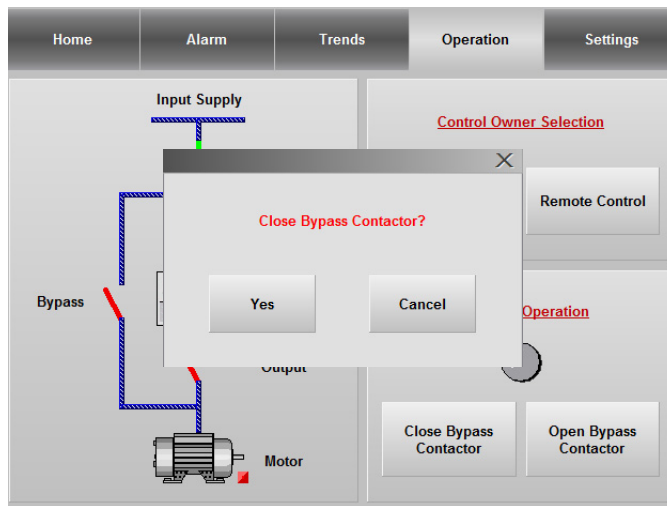 Home
Alarm
Trends
Operation
Settings
Input Supply
Control Owner Selection
Remote Control
Close Bypass Contactor?
Yes
Cancel
Bypass
Operation
Output
Close Bypass
Contactor
Open Bypass
Contactor
Motor